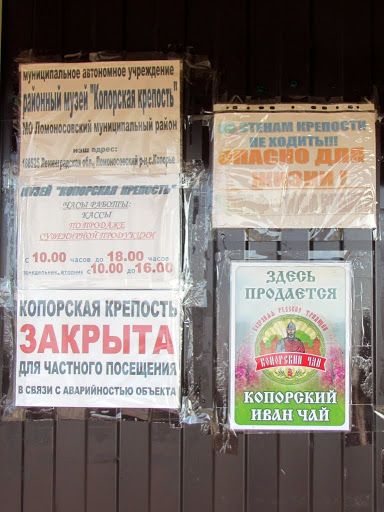 муниципальное автономное учреждение
районный музей "Копорская крепость"
МО Ломоносовский муниципальный район
наш адрес:
188525 Ленинградская обл., Ломоносовский р-н с.Копорье
МУЗЕЙ "КОПОРСКАЯ КРЕПОСТЬ"
ЧАСЫ РАБОТЫ:
КАССЫ
ПО ПРОДАЖЕ
СУВЕНИРНОЙ ПРОДУКЦИИ
с 10.00 часов до 18.00 часов
понедельник, вторник с 10.00 до 16.00
КОПОРСКАЯ КРЕПОСТЬ
ЗАКРЫТА
ДЛЯ ЧАСТНОГО ПОСЕЩЕНИЯ
В СВЯЗИ С АВАРИЙНОСТЬЮ ОБЪЕКТА
ПО СТЕНАМ КРЕПОСТИ
НЕ ХОДИТЬ!!!
ОПАСНО ДЛЯ
ЖИЗНИ !
ЗДЕСЬ
ПРОДАЕТСЯ
КОПОРСКИЙ ЧАЙ
КОПОРСКИЙ
ИВАН ЧАЙ